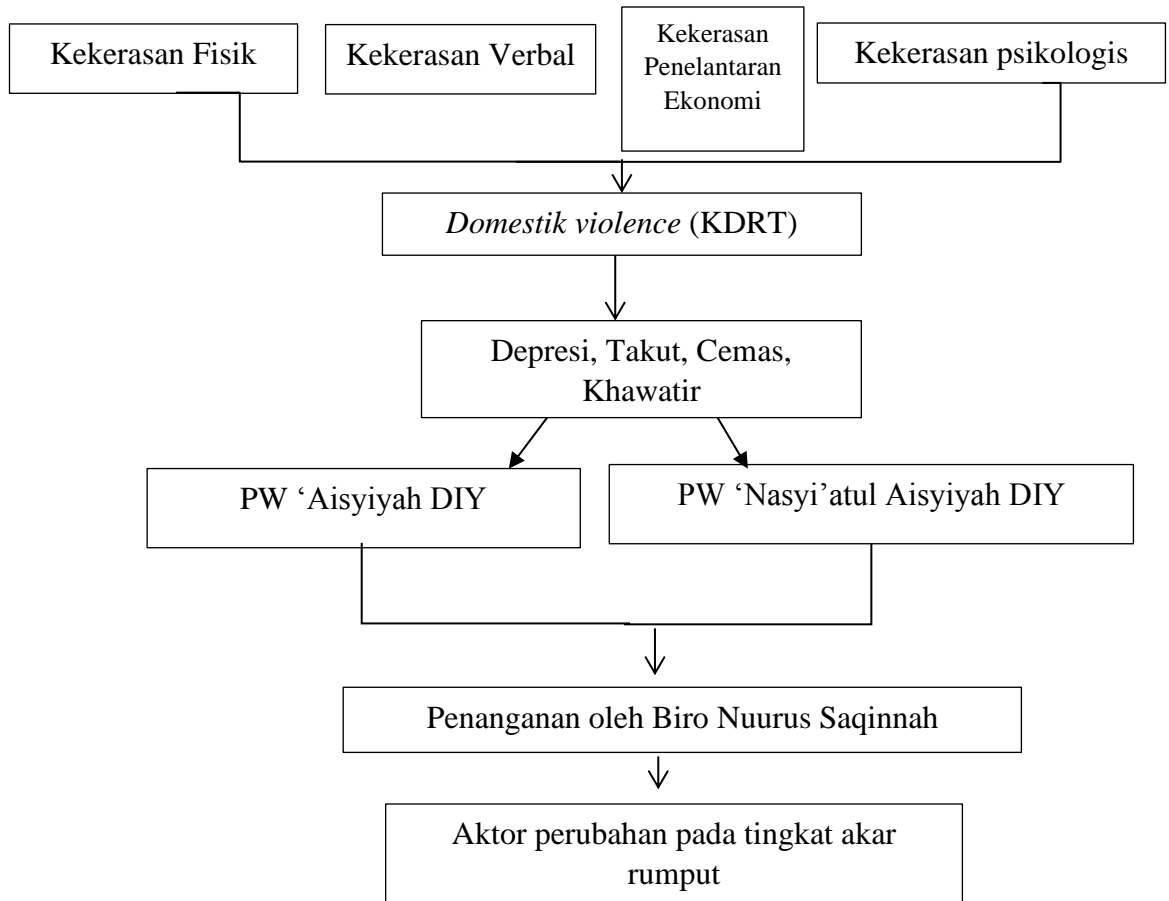 Kekerasan Fisik
Kekerasan Verbal
Kekerasan
Penelantaran
Ekonomi
Kekerasan psikologis
Domestik violence (KDRT)
Depresi, Takut, Cemas,
Khawatir
PW ‘Aisyiyah DIY
PW ‘Nasyi’atul Aisyiyah DIY
Penanganan oleh Biro Nuurus Saqinnah
Aktor perubahan pada tingkat akar
rumput